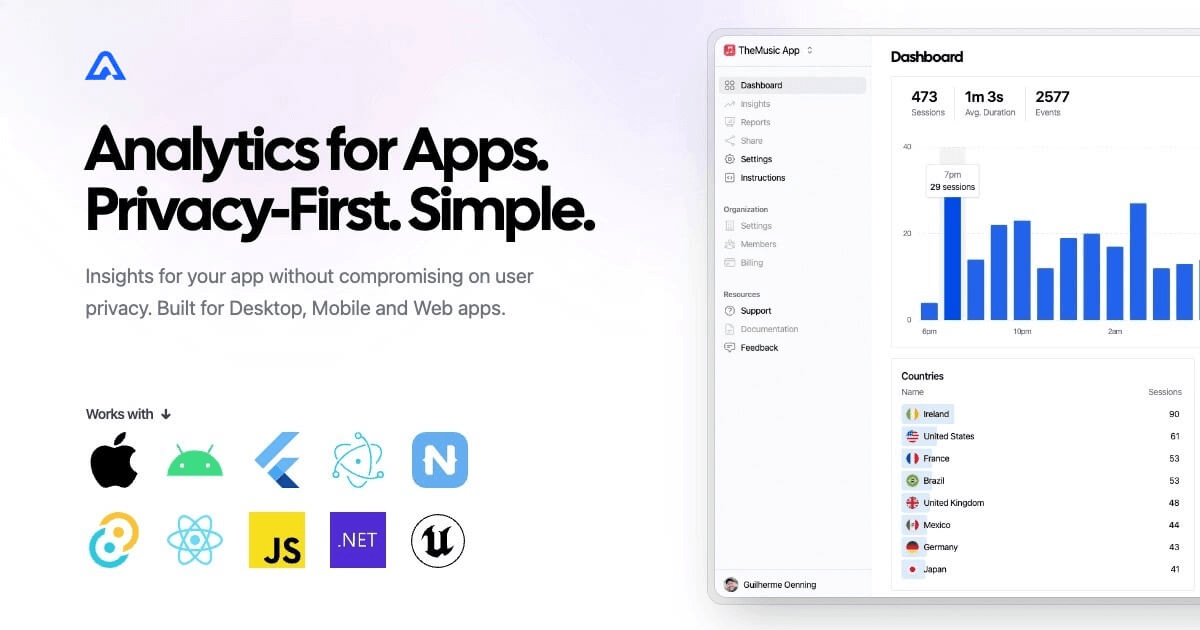 Analytics for Apps.
Privacy-First. Simple.
Insights for your app without compromising on user
privacy. Built for Desktop, Mobile and Web apps.
Works with ↓
N
JS
.NET
TheMusic App
Dashboard
Insights
Reports
Share
Settings
Instructions
Organization
Settings
Members
Billing
Resources
Support
Documentation
Feedback
Guilherme Oenning
Dashboard
473
Sessions
1m 3s
Avg. Duration
2577
Events
40
20
0
7pm
29 sessions
6pm
10pm
2am
Countries
Name Sessions
Ireland 90
United States 61
France 53
Brazil 53
United Kingdom 48
Mexico 44
Germany 43
Japan 41